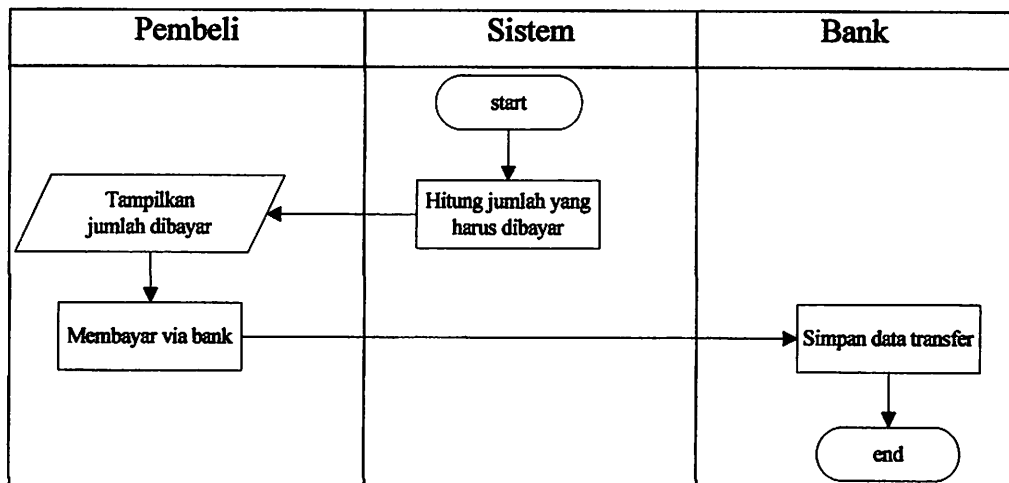 Pembeli
Sistem
Bank
start
Hitung jumlah yang
harus dibayar
Tampilkan
jumlah dibayar
Membayar via bank
Simpan data transfer
end